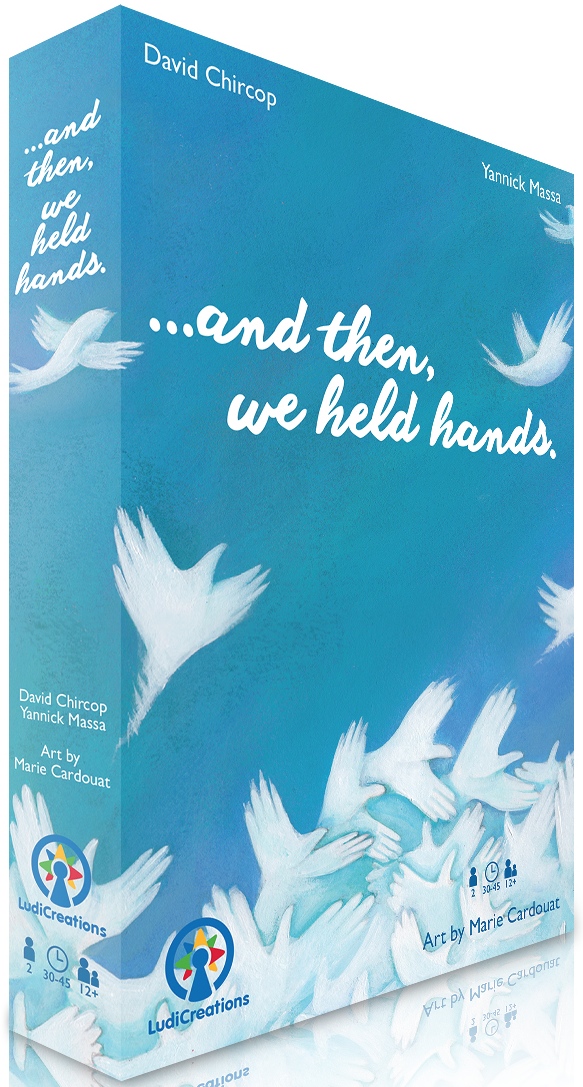 ...and
then,
we
held
hands.
David Chircop
Yannick Massa
Art by
Marie Cardouat
LudiCreations
2 30-45 12+
David Chircop
Yannick Massa
...and then,
we held hands.
2 30-45 12+
Art by Marie Cardouat
LudiCreations